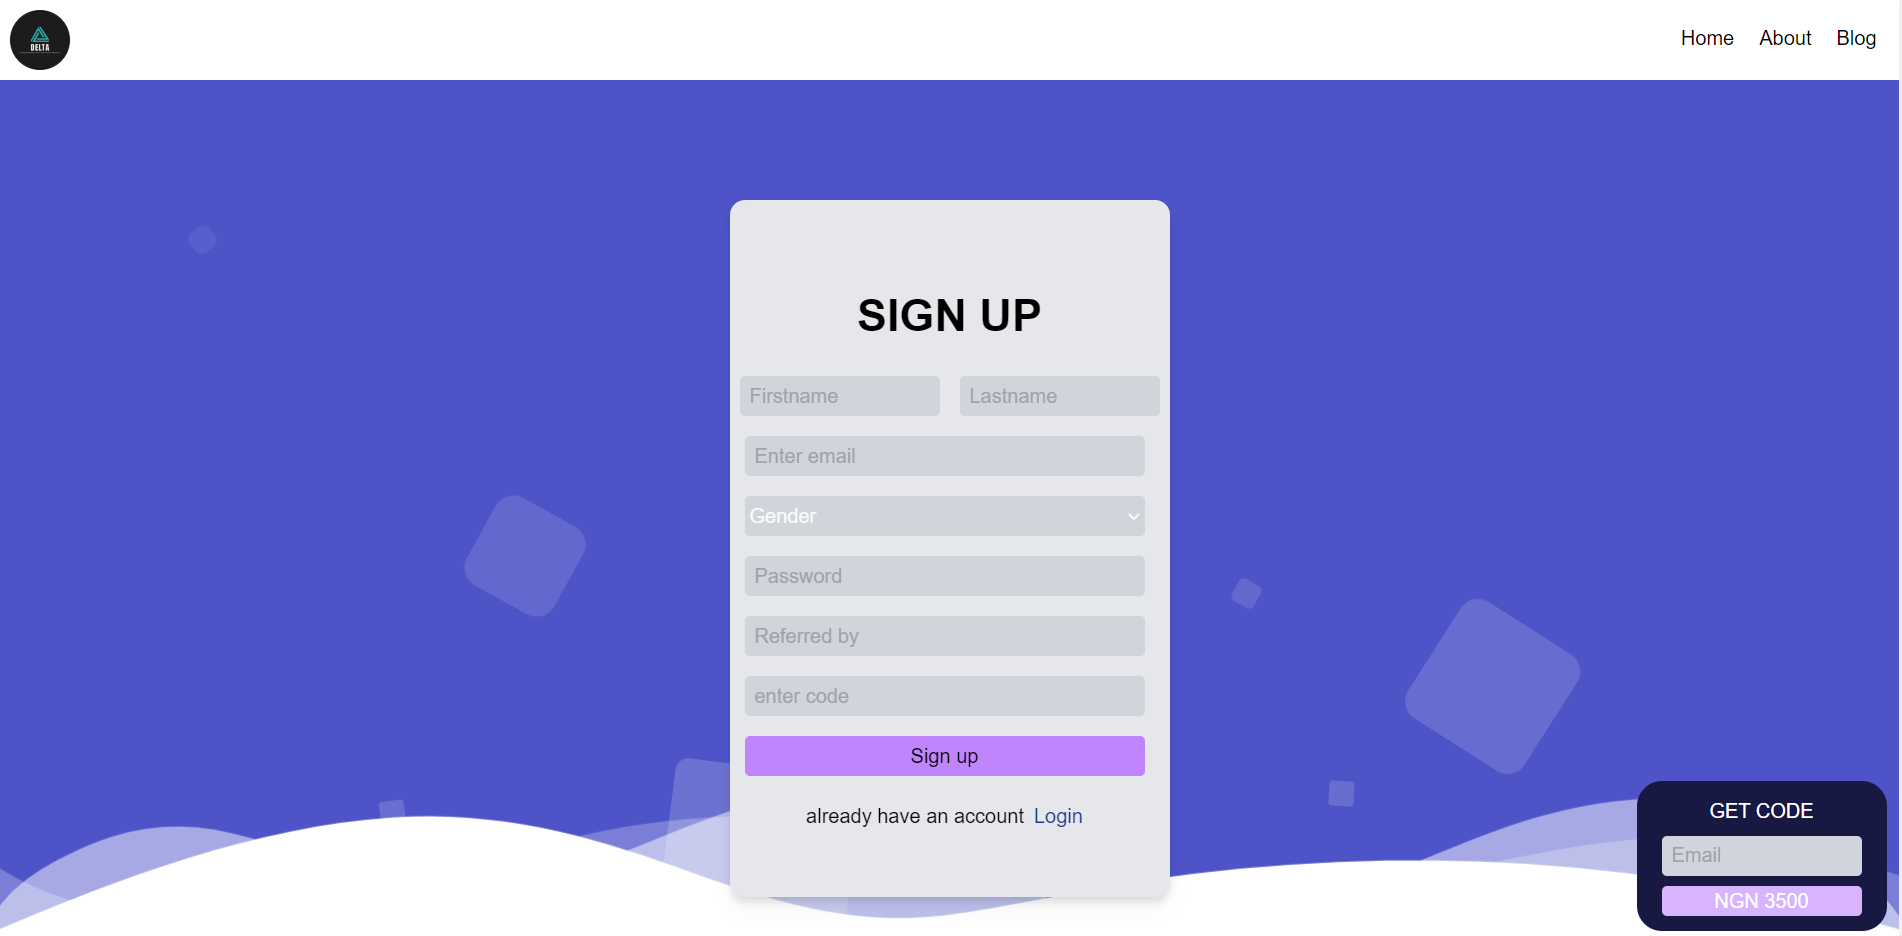 DELTA
Home About Blog
SIGN UP
Firstname Lastname
Enter email
Gender
Password
Referred by
enter code
Sign up
already have an account Login
GET CODE
Email
NGN 3500